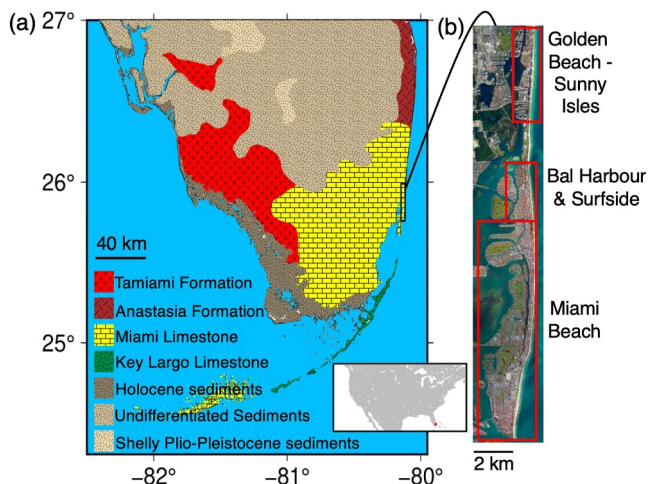 (a)
27°
26°
25°
40 km
Tamiami Formation
Anastasia Formation
Miami Limestone
Key Largo Limestone
Holocene sediments
Undifferentiated Sediments
Shelly Plio-Pleistocene sediments
−82°
−81°
−80°
(b)
Golden
Beach -
Sunny
Isles
Bal Harbour
& Surfside
Miami
Beach
2 km